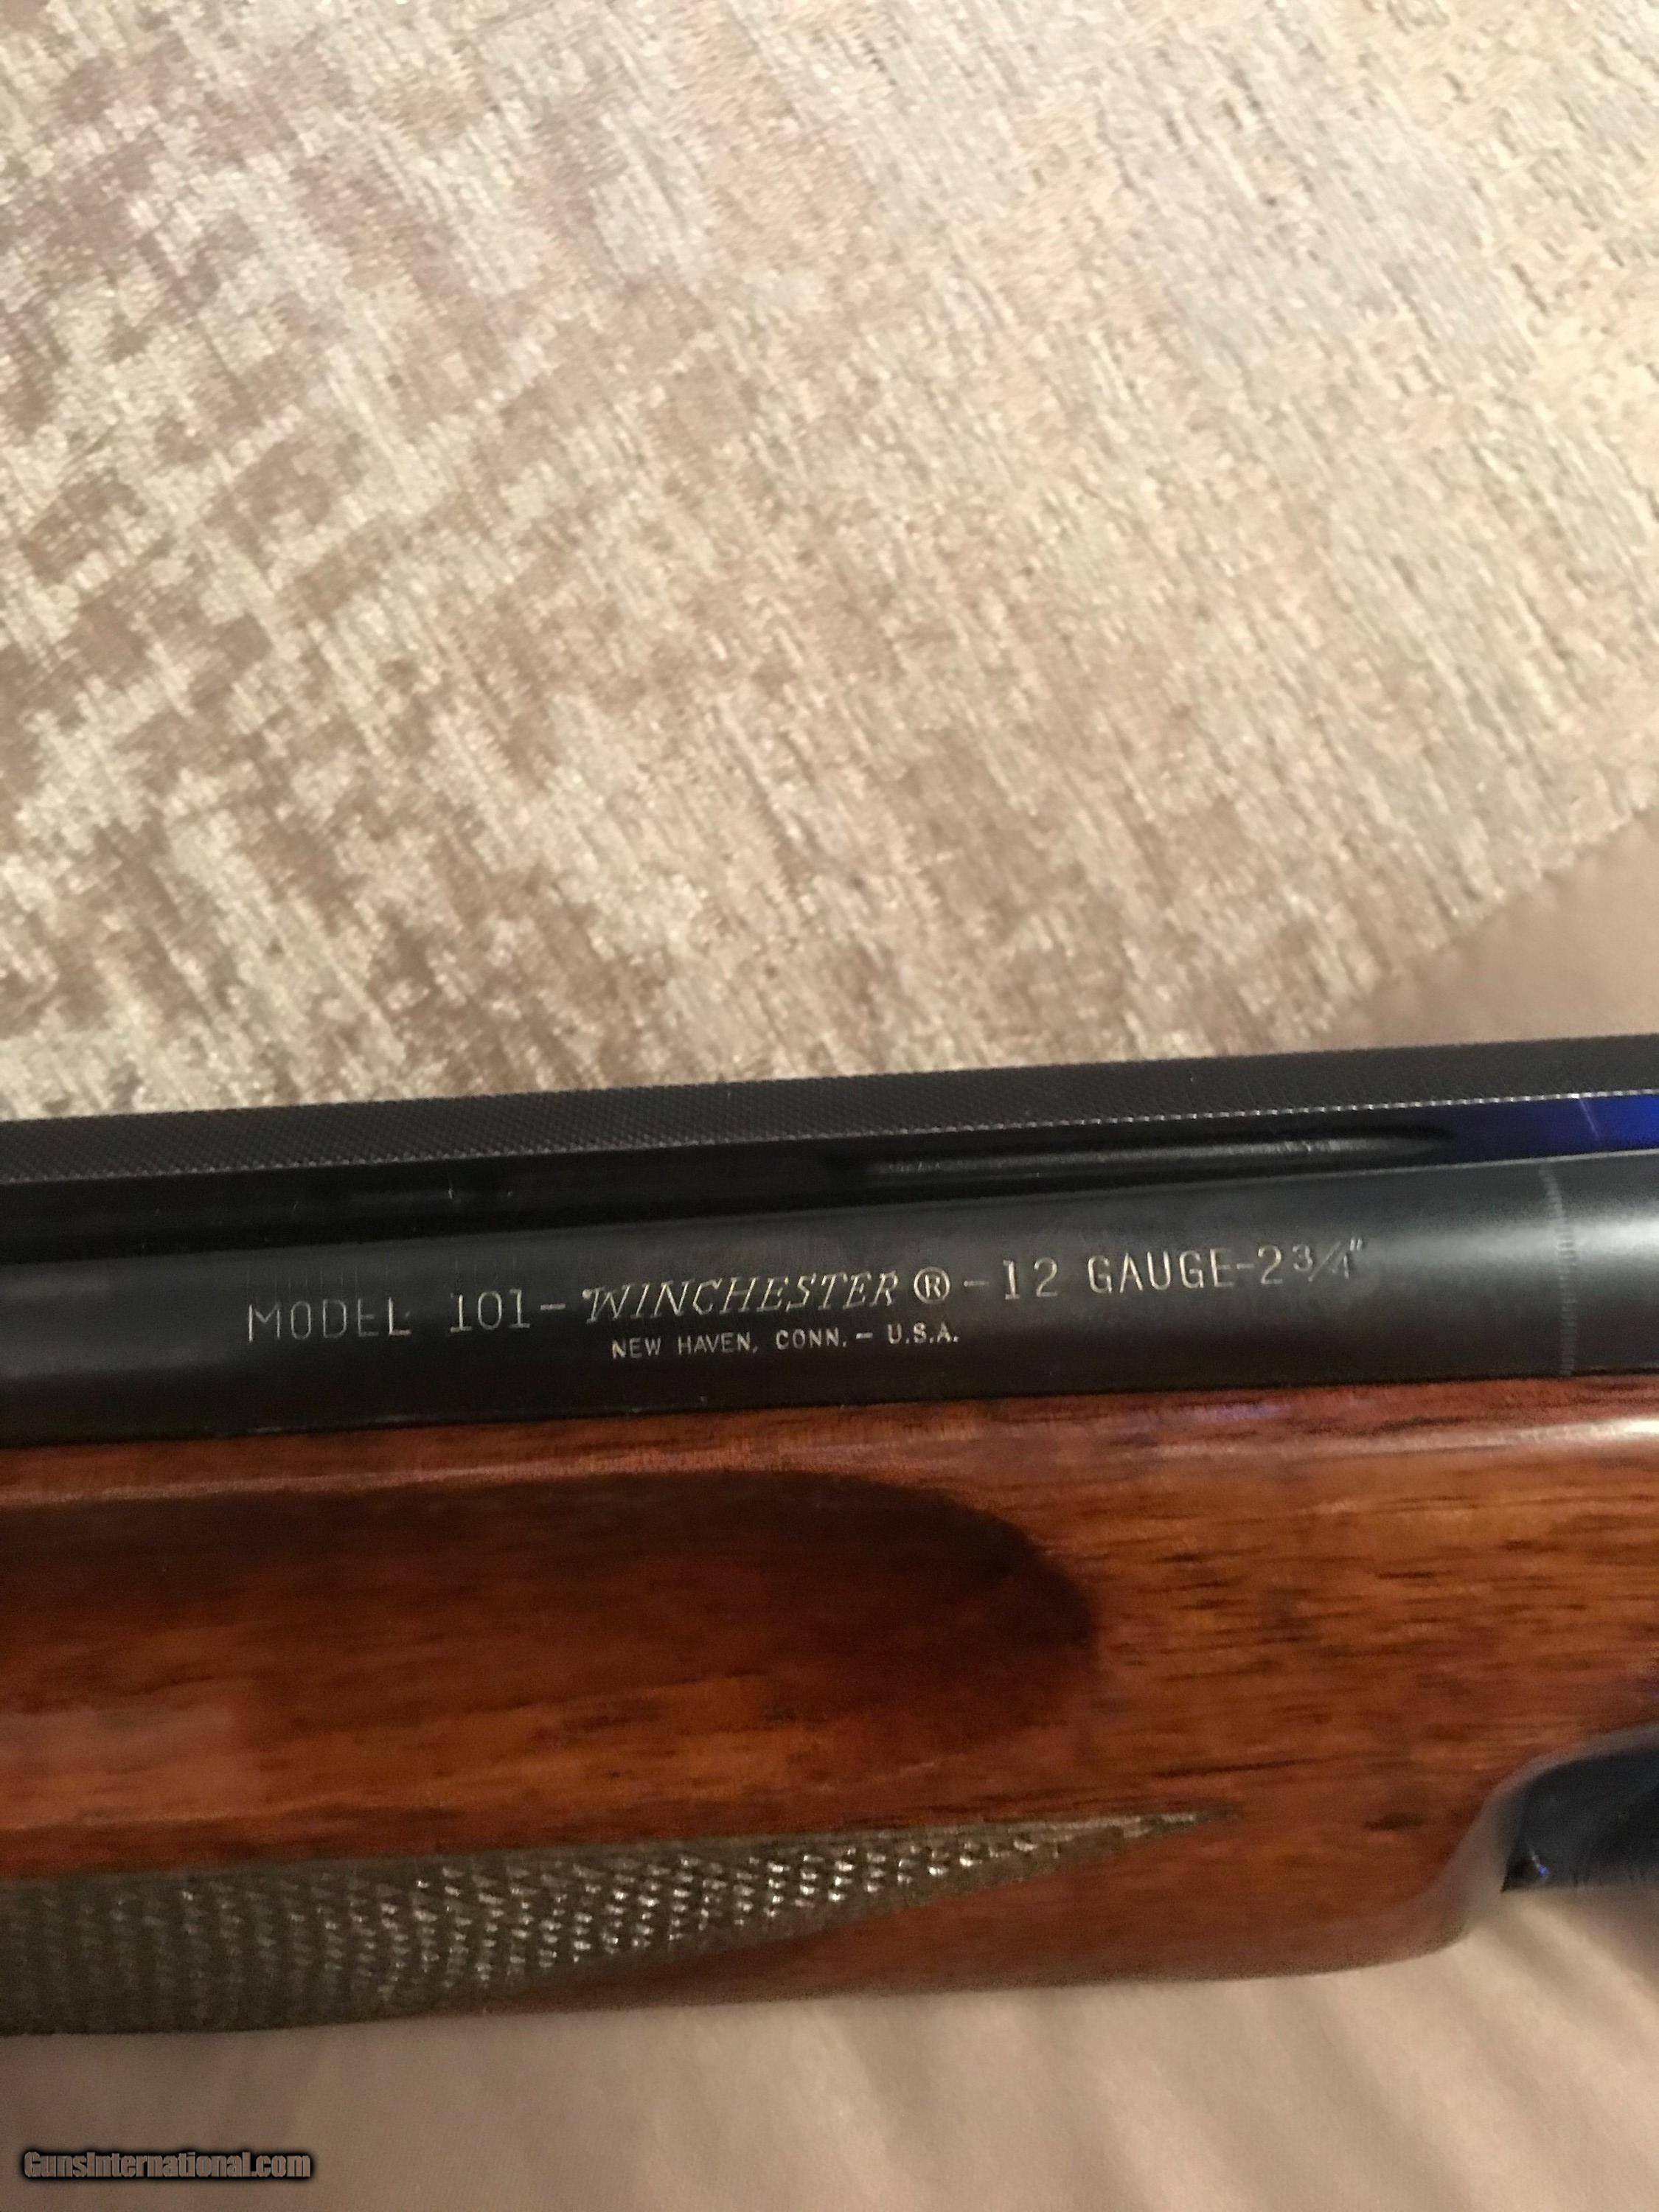 MODEL 101-WINCHESTER®-12 GAUGE-2 3/4"
NEW HAVEN, CONN.- U.S.A.
GunsInternational.com